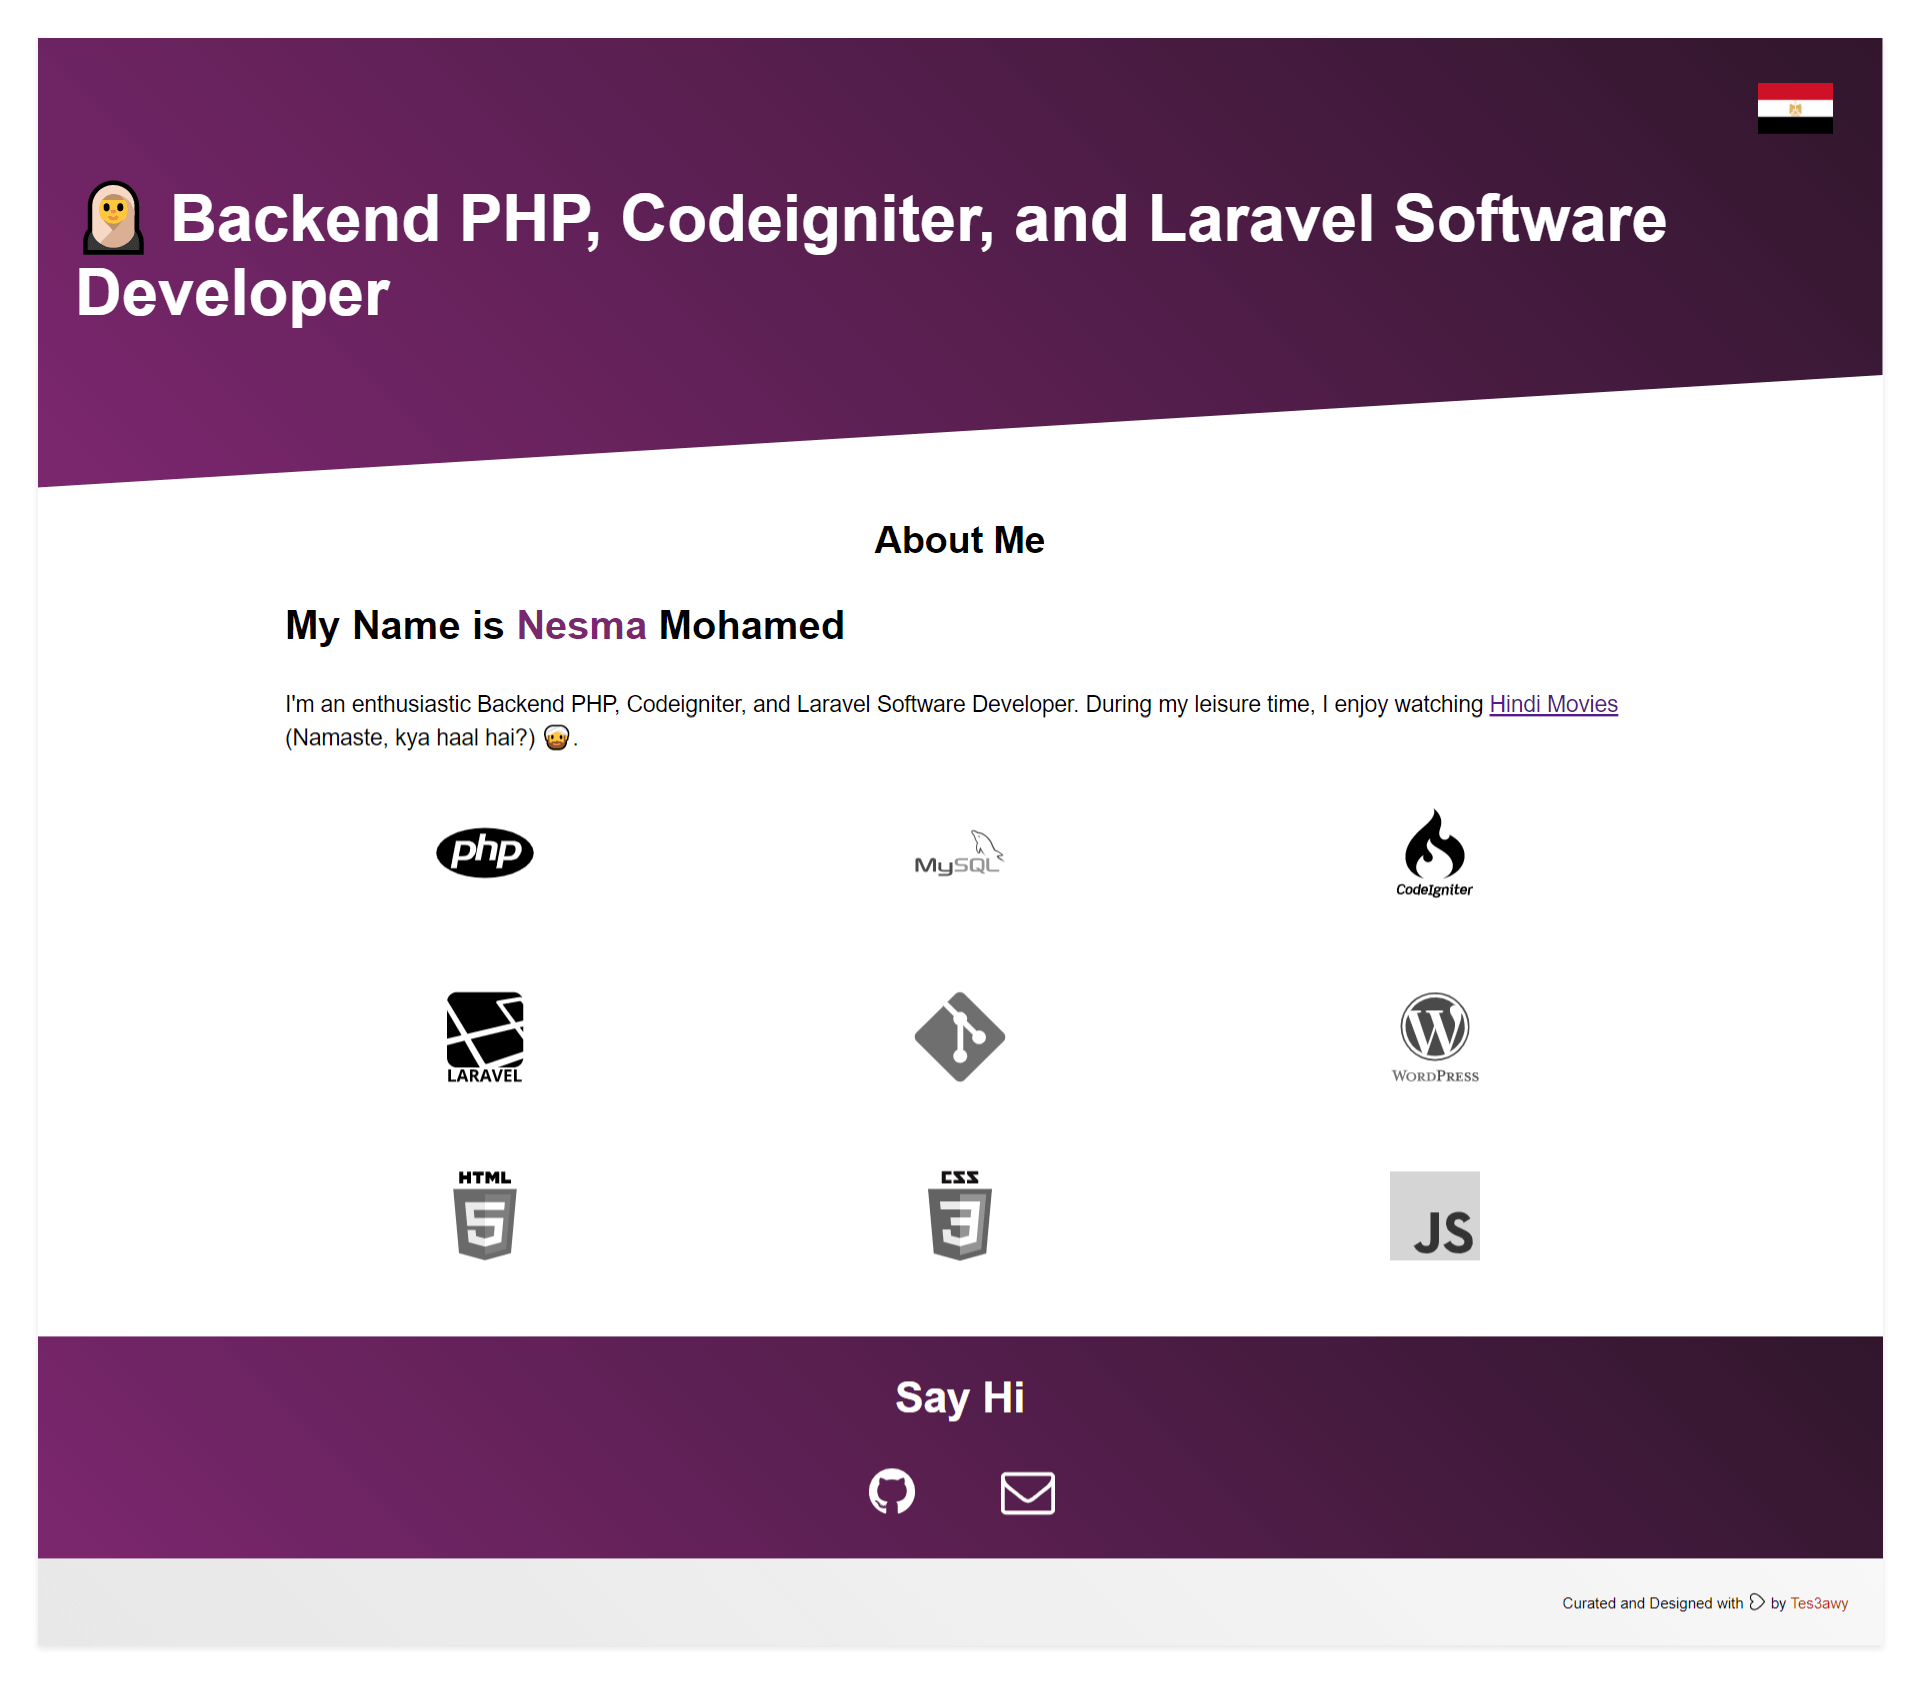 Backend PHP, Codeigniter, and Laravel Software
Developer
About Me
My Name is Nesma Mohamed
I'm an enthusiastic Backend PHP, Codeigniter, and Laravel Software Developer. During my leisure time, I enjoy watching Hindi Movies
(Namaste, kya haal hai?) .
php
MySQL
CodeIgniter
LARAVEL
WORDPRESS
HTML
5
CSS
3
JS
Say Hi
Curated and Designed with by Tes3awy